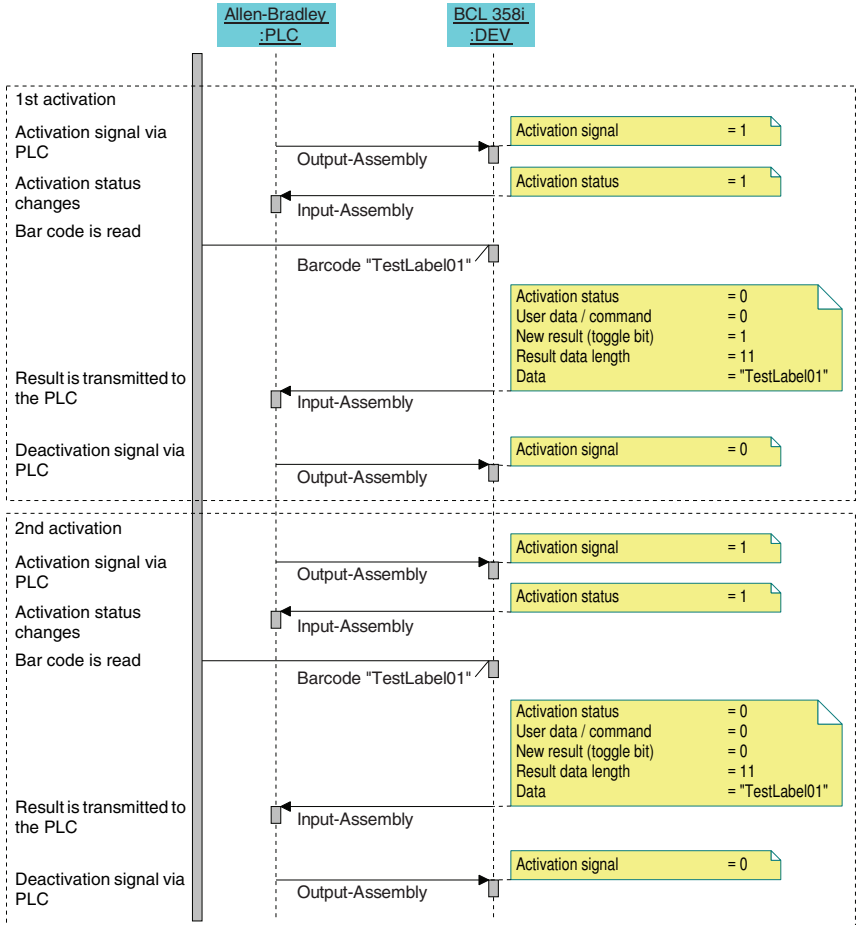 Allen-Bradley
:PLC
BCL 358i
:DEV
1st activation
Activation signal via
PLC
Output-Assembly
Activation signal = 1
Activation status
changes
Input-Assembly
Activation status = 1
Bar code is read
Barcode "TestLabel01"
Activation status = 0
User data / command = 0
New result (toggle bit) = 1
Result data length = 11
Data = "TestLabel01"
Result is transmitted to
the PLC
Input-Assembly
Deactivation signal via
PLC
Output-Assembly
Activation signal = 0
2nd activation
Activation signal via
PLC
Output-Assembly
Activation signal = 1
Activation status
changes
Input-Assembly
Activation status = 1
Bar code is read
Barcode "TestLabel01"
Activation status = 0
User data / command = 0
New result (toggle bit) = 0
Result data length = 11
Data = "TestLabel01"
Result is transmitted to
the PLC
Input-Assembly
Deactivation signal via
PLC
Output-Assembly
Activation signal = 0